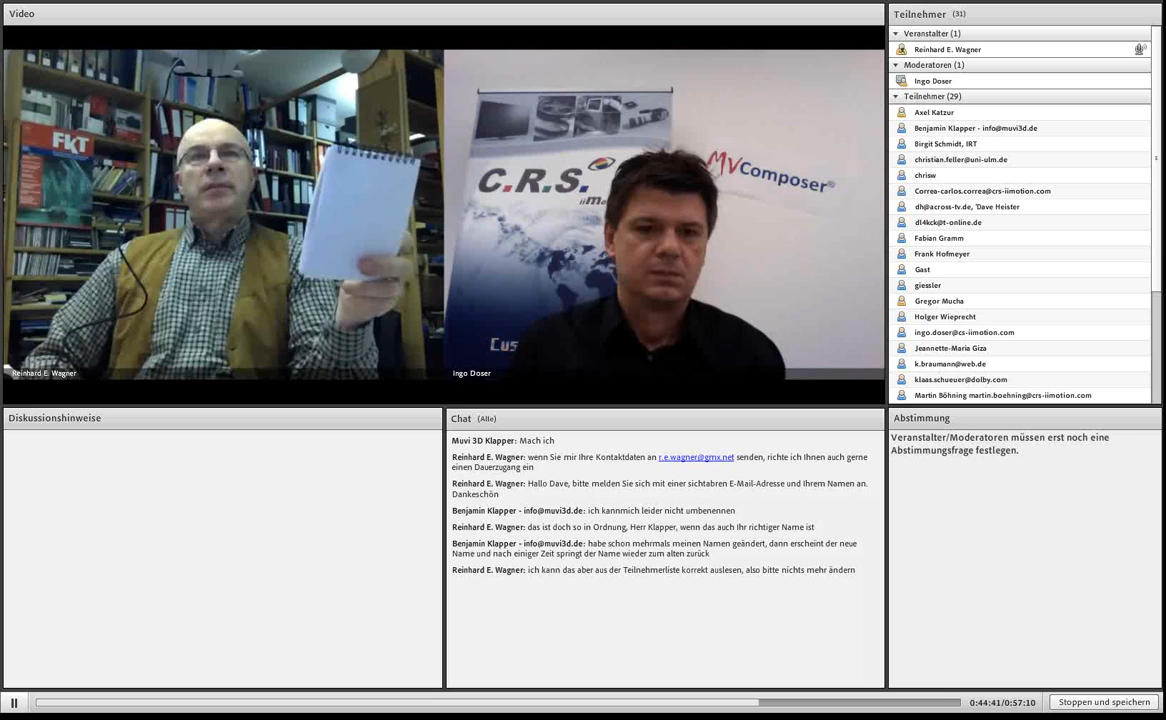 Video
FKT
C.R.S.
MVComposer®
Cus
Reinhard E. Wagner
Ingo Doser
Teilnehmer (31)
Veranstalter (1)
Reinhard E. Wagner
Moderatoren (1)
Ingo Doser
Teilnehmer (29)
Axel Katzur
Benjamin Klapper - info@muvi3d.de
Birgit Schmidt, IRT
christian.feller@uni-ulm.de
chrisw
Correa-carlos.correa@crs-iimotion.com
dh@across-tv.de, 'Dave Heister
dl4kck@t-online.de
Fabian Gramm
Frank Hofmeyer
Gast
giessler
Gregor Mucha
Holger Wieprecht
ingo.doser@cs-iimotion.com
Jeannette-Maria Giza
k.braumann@web.de
klaas.schueuer@dolby.com
Martin Böhning martin.boehning@crs-iimotion.com
Diskussionshinweise
Chat (Alle)
Muvi 3D Klapper: Mach ich
Reinhard E. Wagner: wenn Sie mir Ihre Kontaktdaten an r.e.wagner@gmx.net senden, richte ich Ihnen auch gerne
einen Dauerzugang ein
Reinhard E. Wagner: Hallo Dave, bitte melden Sie sich mit einer sichtabren E-Mail-Adresse und Ihrem Namen an.
Dankeschön
Benjamin Klapper - info@muvi3d.de: ich kannmich leider nicht umbenennen
Reinhard E. Wagner: das ist doch so in Ordnung, Herr Klapper, wenn das auch Ihr richtiger Name ist
Benjamin Klapper - info@muvi3d.de: habe schon mehrmals meinen Namen geändert, dann erscheint der neue
Name und nach einiger Zeit springt der Name wieder zum alten zurück
Reinhard E. Wagner: ich kann das aber aus der Teilnehmerliste korrekt auslesen, also bitte nichts mehr ändern
Abstimmung
Veranstalter/Moderatoren müssen erst noch eine
Abstimmungsfrage festlegen.
0:44:41/0:57:10
Stoppen und speichern